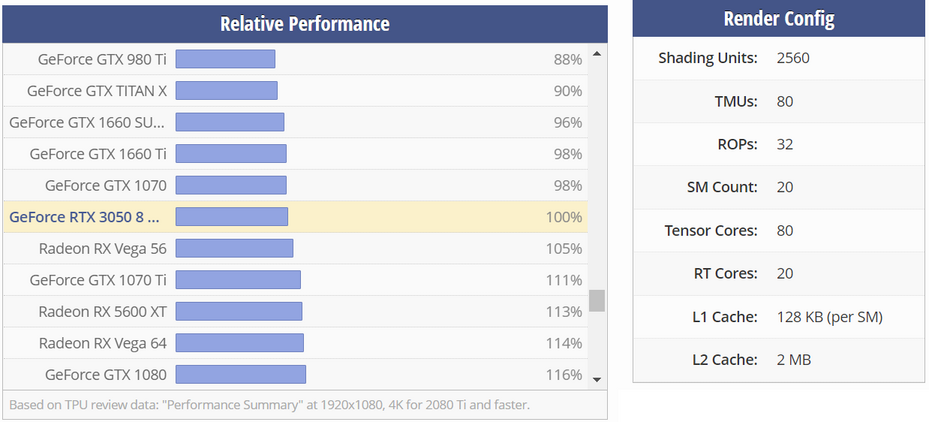 Relative Performance
GeForce GTX 980 Ti 88%
GeForce GTX TITAN X 90%
GeForce GTX 1660 SU... 96%
GeForce GTX 1660 Ti 98%
GeForce GTX 1070 98%
GeForce RTX 3050 8 ... 100%
Radeon RX Vega 56 105%
GeForce GTX 1070 Ti 111%
Radeon RX 5600 XT 113%
Radeon RX Vega 64 114%
GeForce GTX 1080 116%
Based on TPU review data: "Performance Summary" at 1920x1080, 4K for 2080 Ti and faster.
Render Config
Shading Units: 2560
TMUs: 80
ROPs: 32
SM Count: 20
Tensor Cores: 80
RT Cores: 20
L1 Cache: 128 KB (per SM)
L2 Cache: 2 MB